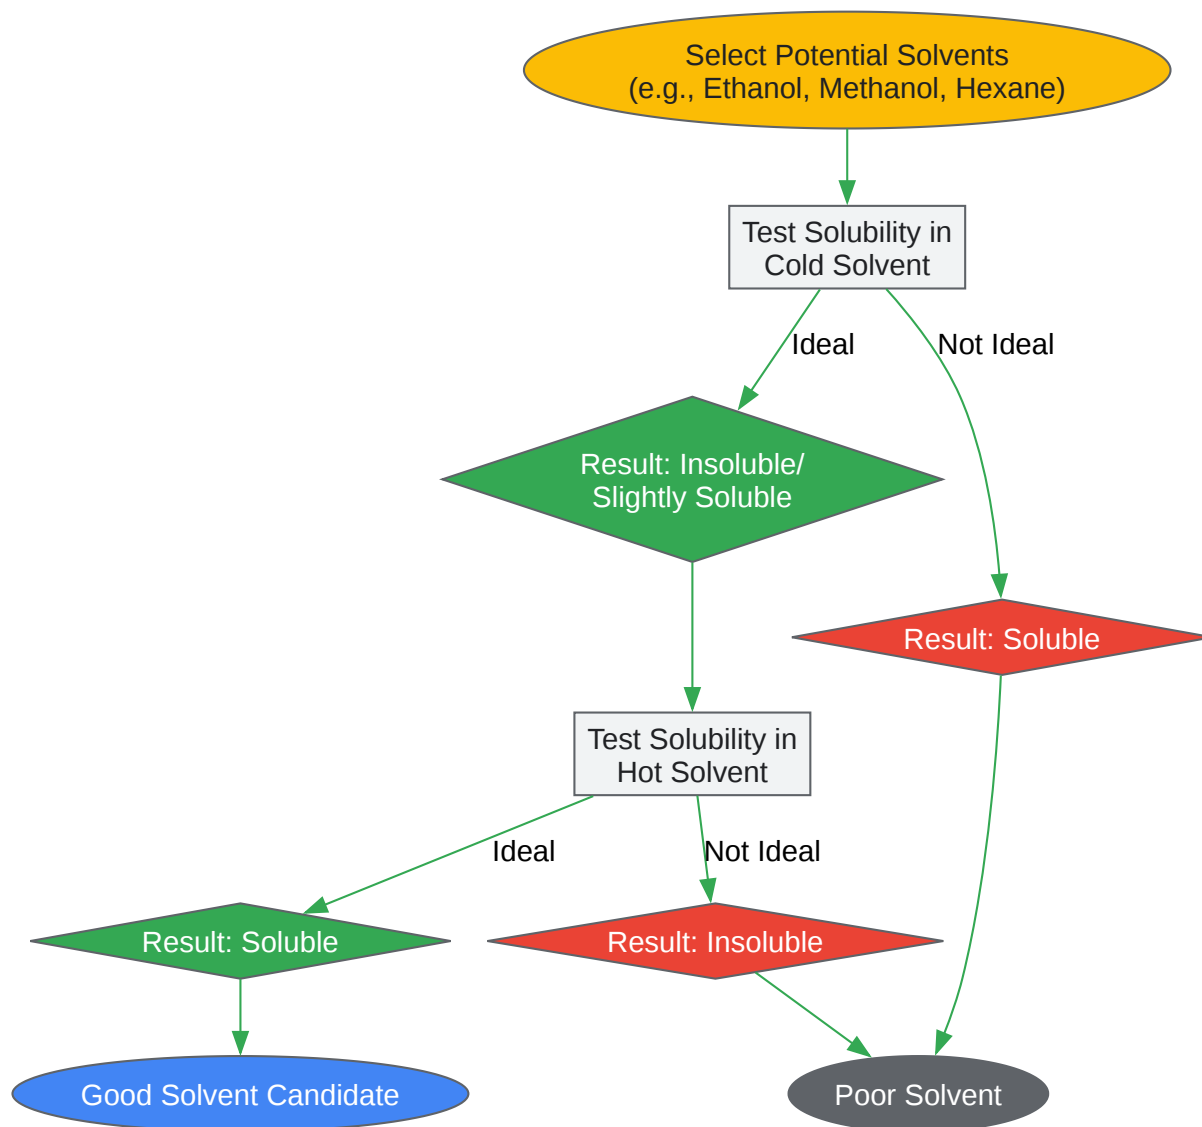 Select Potential Solvents
(e.g., Ethanol, Methanol, Hexane)
Test Solubility in
Cold Solvent
Ideal
Not Ideal
Result: Insoluble/
Slightly Soluble
Result: Soluble
Test Solubility in
Hot Solvent
Ideal
Not Ideal
Result: Soluble
Result: Insoluble
Good Solvent Candidate
Poor Solvent